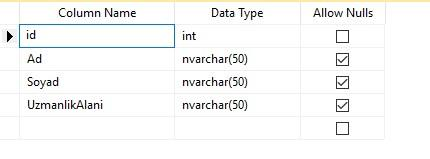 Column Name Data Type Allow Nulls
id int
Ad nvarchar(50)
Soyad nvarchar(50)
UzmanlikAlani nvarchar(50)